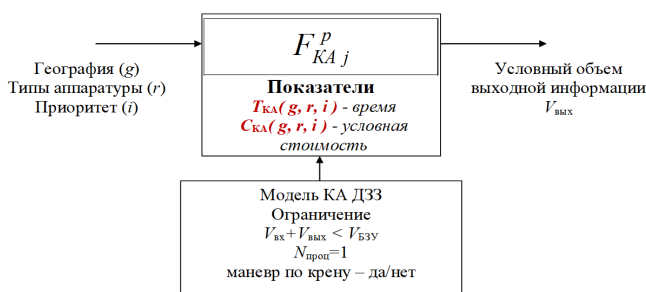 География (g)
Типы аппаратуры (r)
Приоритет (i)
F^p_КА j
Показатели
T_КА( g, r, i ) - время
C_КА( g, r, i ) - условная
стоимость
Условный объем
выходной информации
V_вых
Модель КА ДЗЗ
Ограничение
V_вх+V_вых < V_БЗУ
N_проц=1
маневр по крену – да/нет